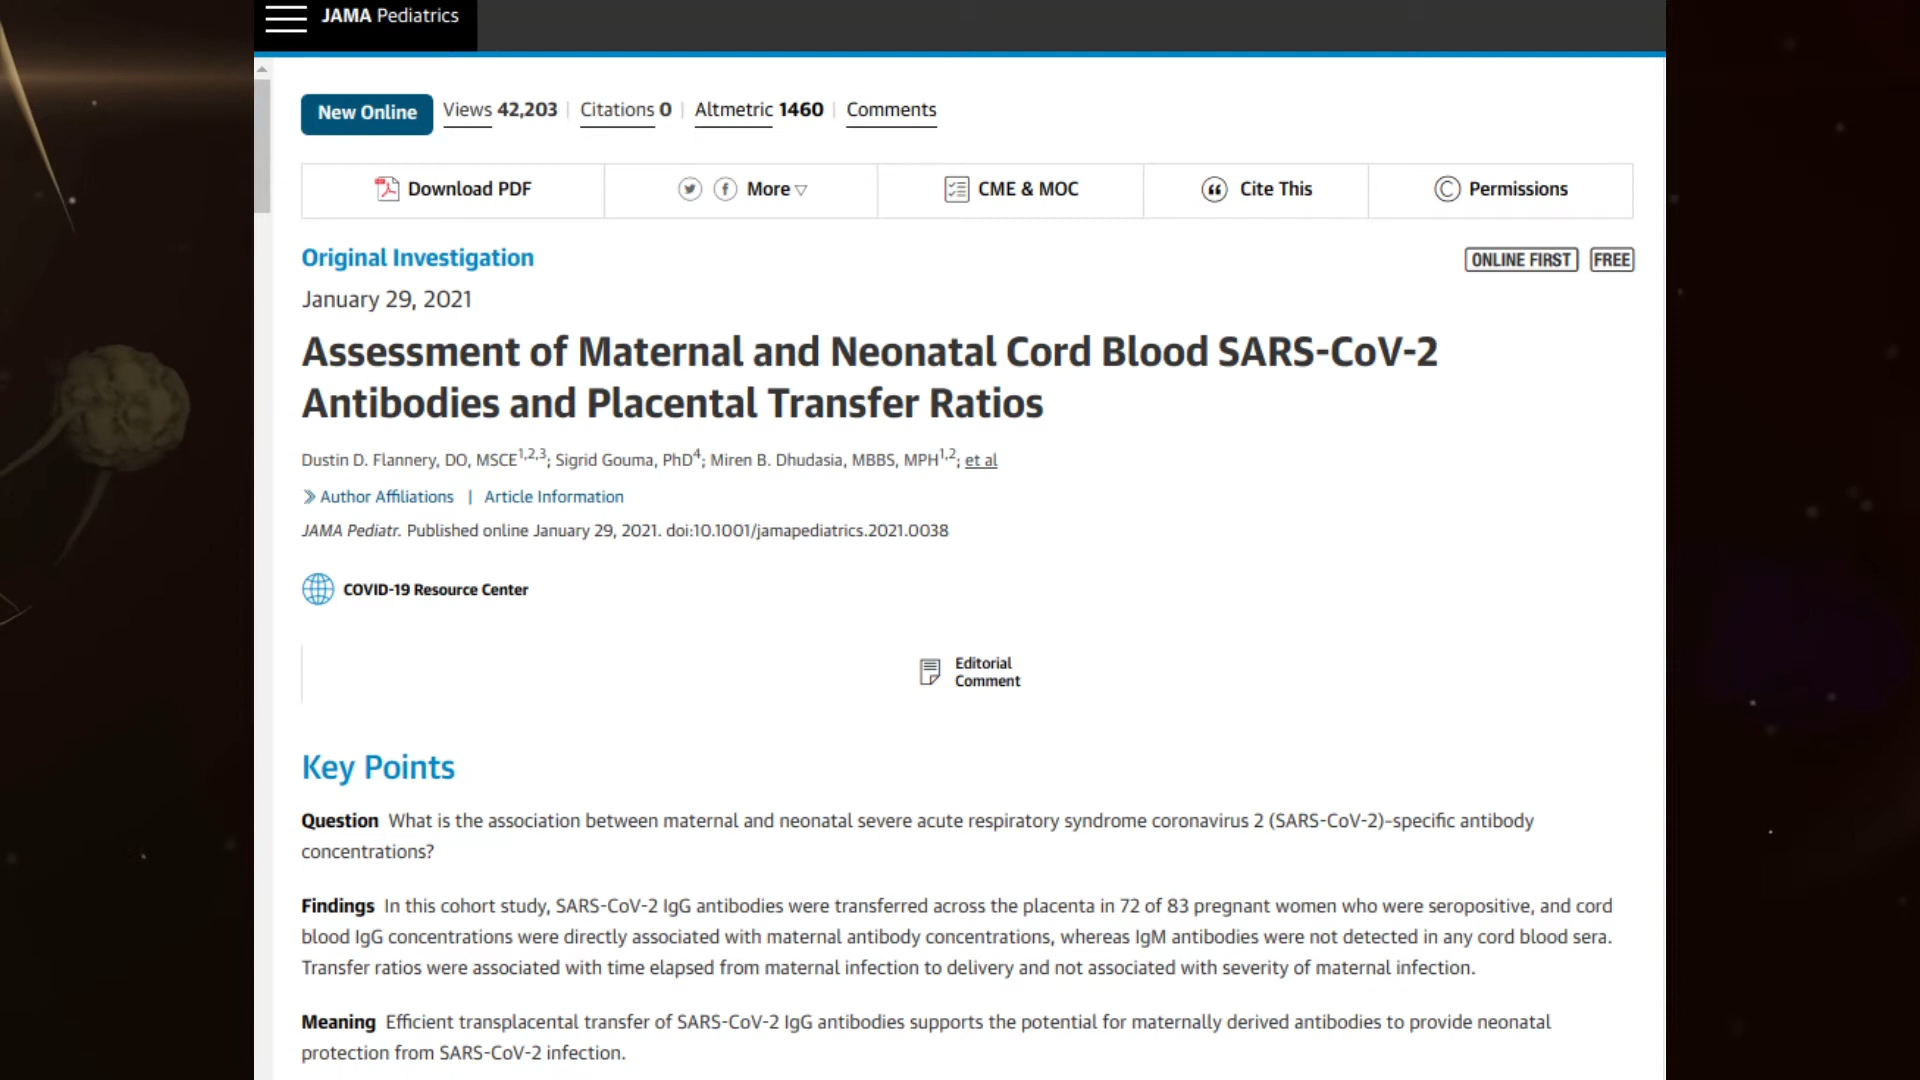 JAMA Pediatrics
New Online Views 42,203 | Citations 0 | Altmetric 1460 | Comments
Download PDF More CME & MOC Cite This Permissions
Original Investigation ONLINE FIRST FREE
January 29, 2021
Assessment of Maternal and Neonatal Cord Blood SARS-CoV-2
Antibodies and Placental Transfer Ratios
Dustin D. Flannery, DO, MSCE1,2,3; Sigrid Gouma, PhD4; Miren B. Dhudasia, MBBS, MPH1,2; et al
Author Affiliations | Article Information
JAMA Pediatr. Published online January 29, 2021. doi:10.1001/jamapediatrics.2021.0038
COVID-19 Resource Center
Editorial
Comment
Key Points
Question What is the association between maternal and neonatal severe acute respiratory syndrome coronavirus 2 (SARS-CoV-2)-specific antibody
concentrations?
Findings In this cohort study, SARS-CoV-2 IgG antibodies were transferred across the placenta in 72 of 83 pregnant women who were seropositive, and cord
blood IgG concentrations were directly associated with maternal antibody concentrations, whereas IgM antibodies were not detected in any cord blood sera.
Transfer ratios were associated with time elapsed from maternal infection to delivery and not associated with severity of maternal infection.
Meaning Efficient transplacental transfer of SARS-CoV-2 IgG antibodies supports the potential for maternally derived antibodies to provide neonatal
protection from SARS-CoV-2 infection.